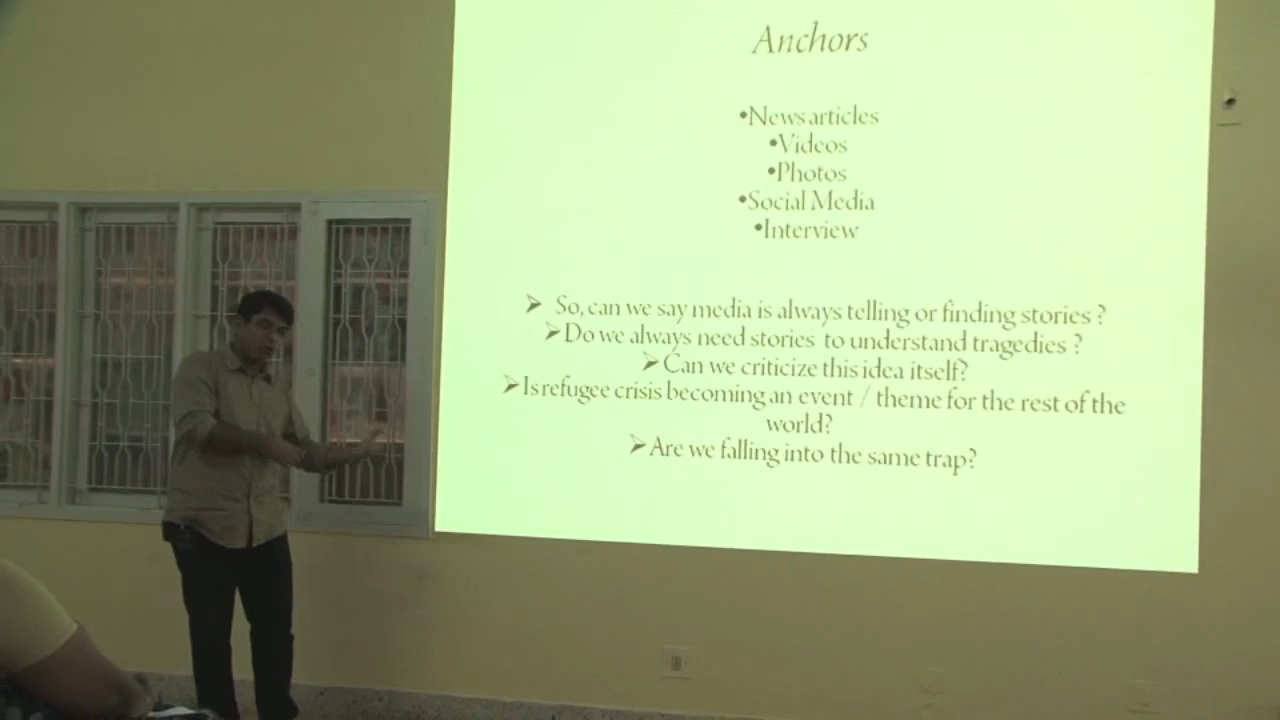 Anchors
•News articles
•Videos
•Photos
•Social Media
•Interview
➢ So, can we say media is always telling or finding stories ?
➢Do we always need stories to understand tragedies ?
➢Can we criticize this idea itself?
➢Is refugee crisis becoming an event / theme for the rest of the
world?
➢Are we falling into the same trap?